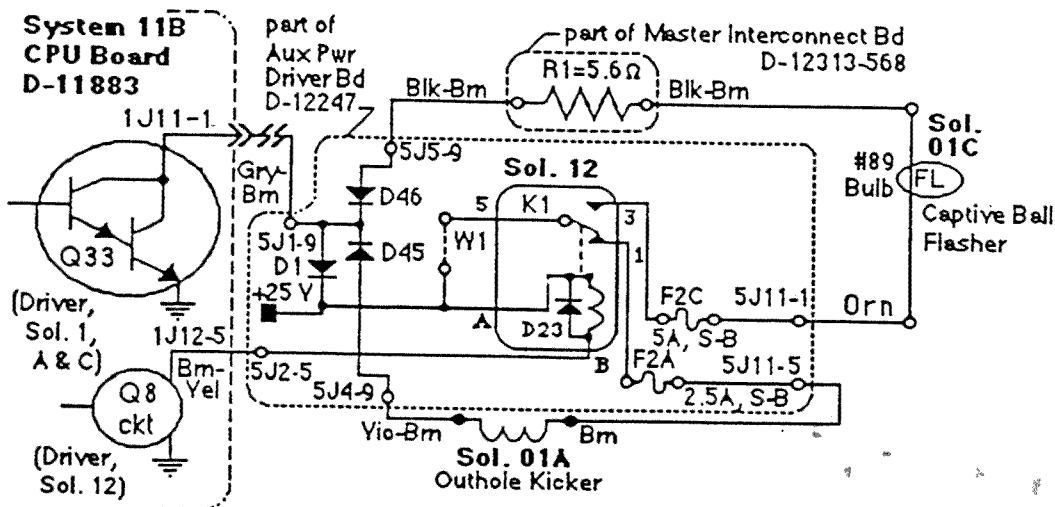 System 11B
CPU Board
D-11883
part of
Aux Pwr
Driver Bd
D-12247
part of Master Interconnect Bd
D-12313-568
R1=5.6Ω
Blk-Brn
Blk-Brn
1J11-1
5J5-9
Sol.
01C
#89
Bulb
FL
Captive Ball
Flasher
Gry-
Brn
Sol. 12
D46
5
K1
3
5J1-9
D45
W1
1
Q33
D1
+25 V
F2C
5J11-1
Orn
(Driver,
Sol. 1,
A & C)
A
D23
5A, S-B
1J12-5
B
F2A
5J11-5
Brn-
Yel
5J2-5
5J4-9
2.5A, S-B
Q8
ckt
Vio-Brn
Brn
(Driver,
Sol. 12)
Sol. 01A
Outhole Kicker